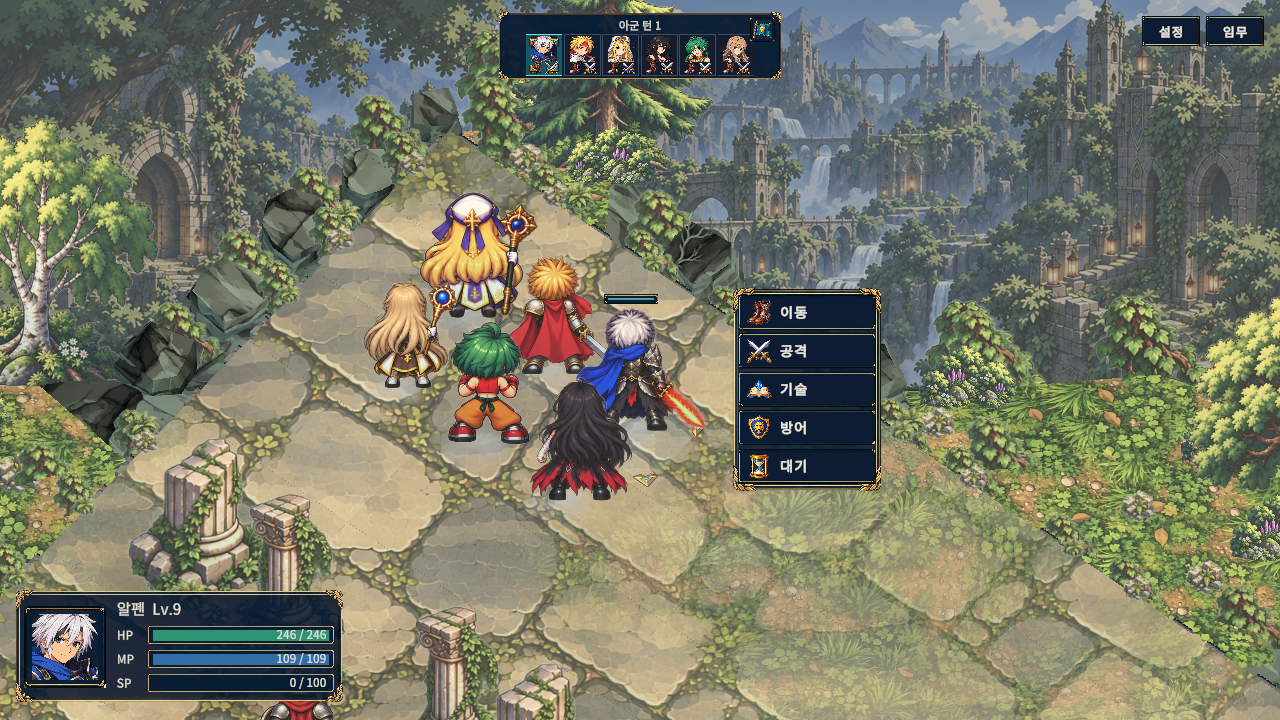 아군 턴 1
설정
임무
이동
공격
기술
방어
대기
알펜 Lv.9
HP 246 / 246
MP 109 / 109
SP 0 / 100